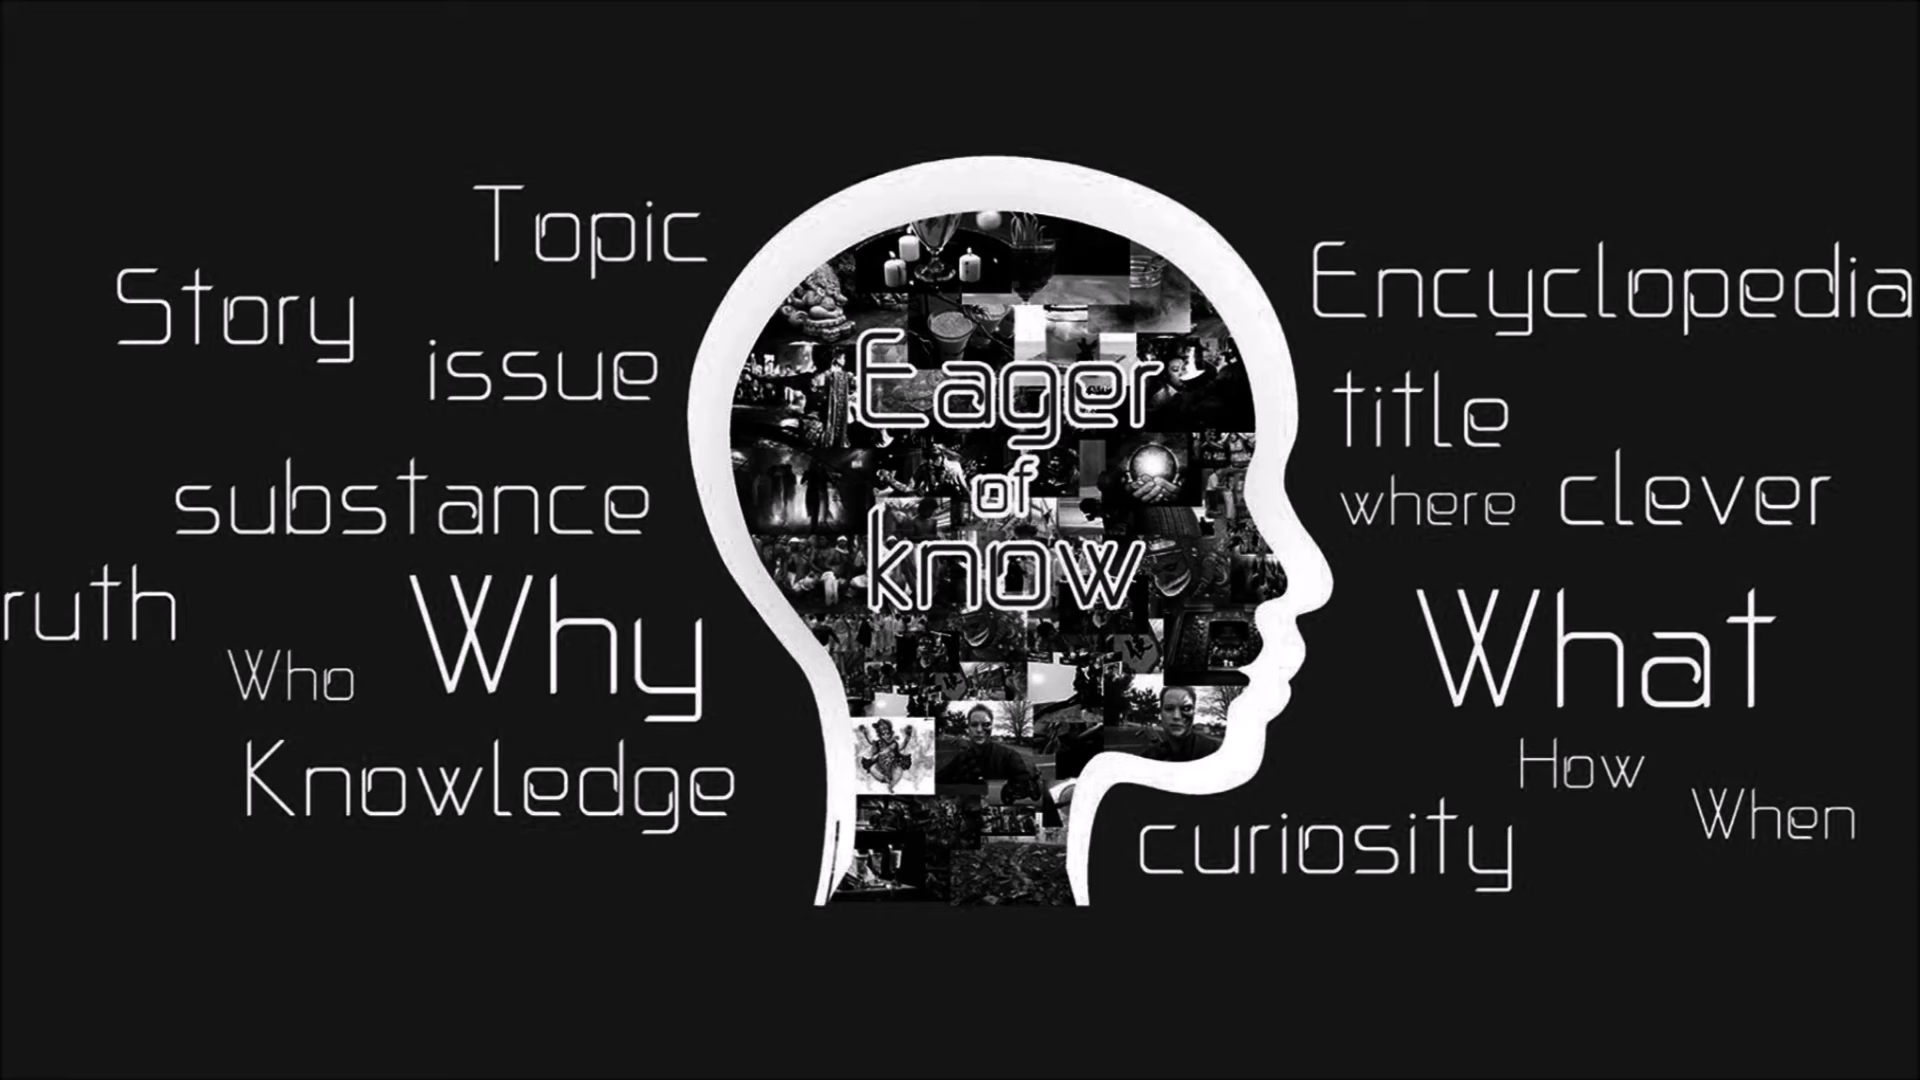 Topic
Story
issue
substance
ruth
Who
Why
Knowledge
Eager
of
know
Encyclopedia
title
where
clever
What
How
When
curiosity